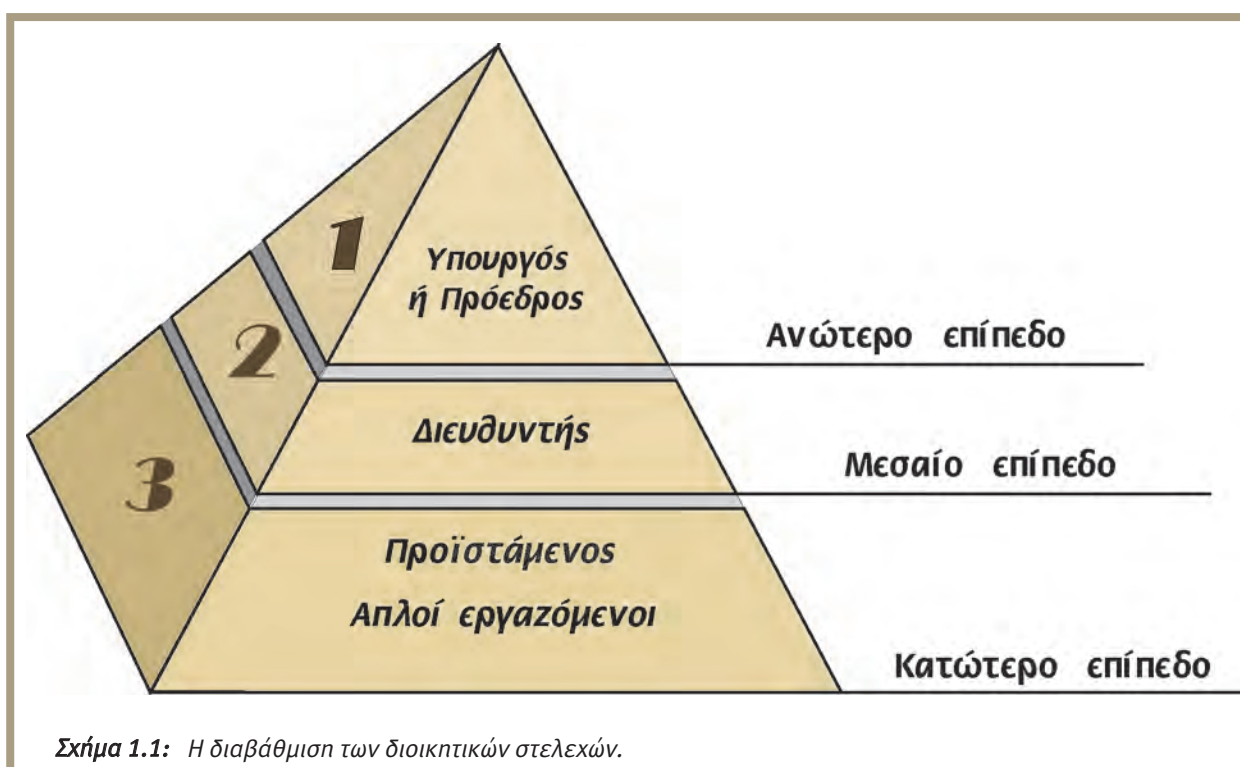 1
Υπουργός
ή Πρόεδρος
Ανώτερο επίπεδο
2
Διευθυντής
Μεσαίο επίπεδο
3
Προϊστάμενος
Απλοί εργαζόμενοι
Κατώτερο επίπεδο
Σχήμα 1.1: Η διαβάθμιση των διοικητικών στελεχών.